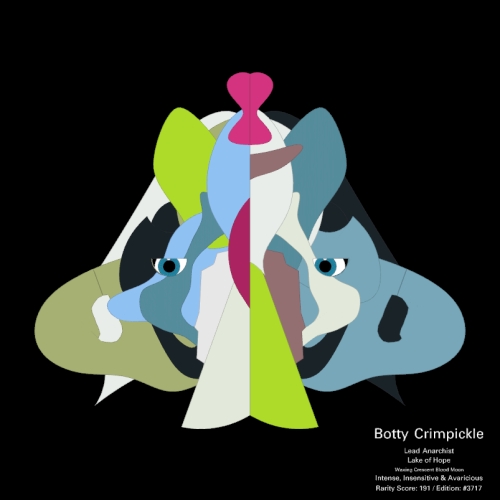 Botty Crimpickle
Lead Anarchist
Lake of Hope
Waxing Crescent Blood Moon
Intense, Insensitive & Avaricious
Rarity Score: 191 / Edition: #3717